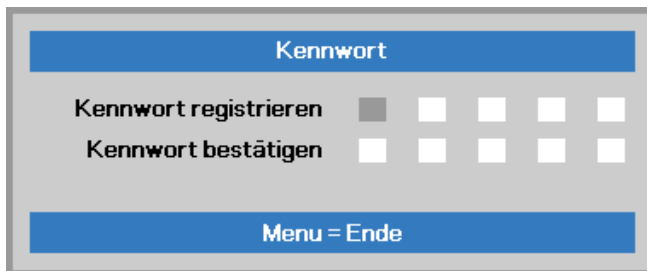 Kennwort
Kennwort registrieren
Kennwort bestätigen
Menu = Ende